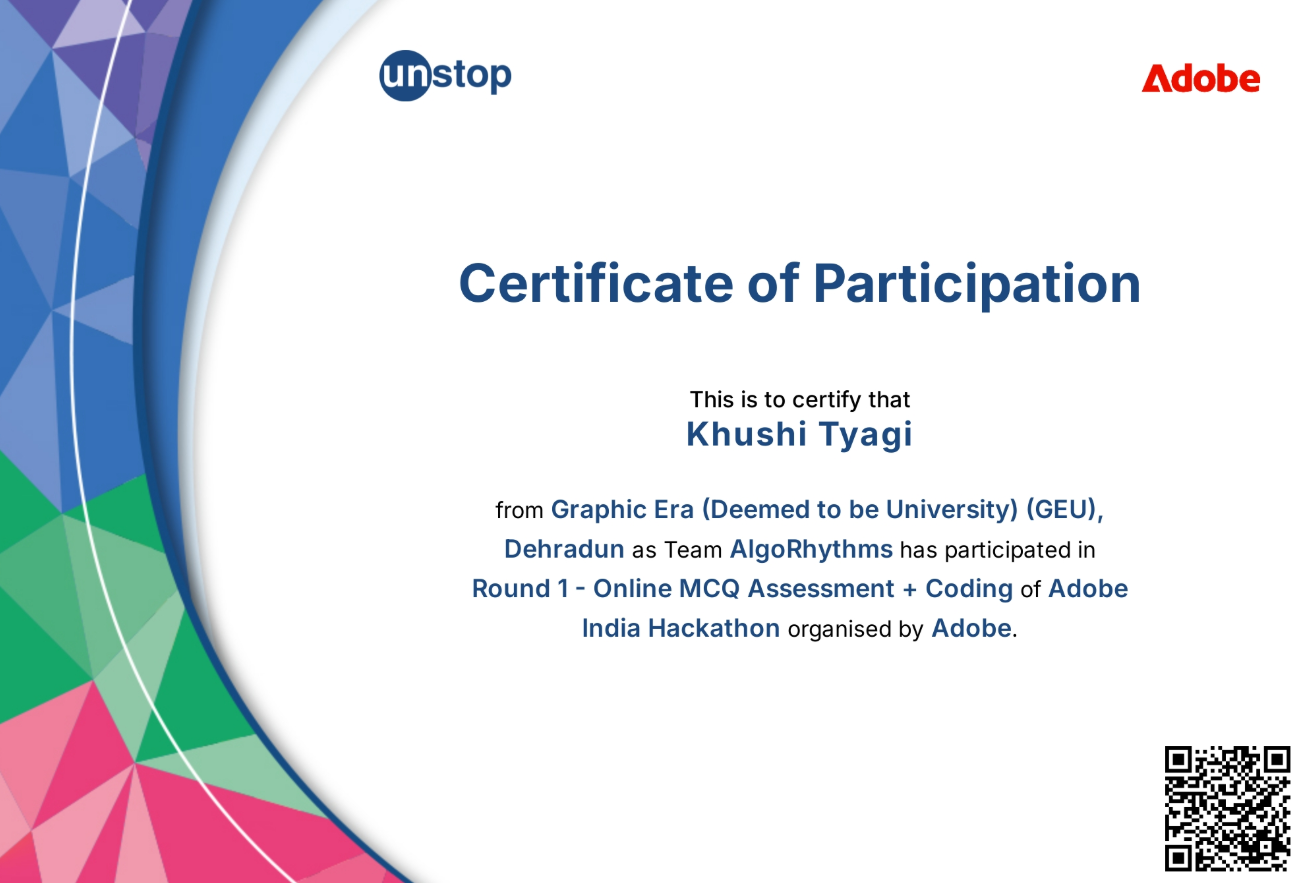 unstop
Adobe
Certificate of Participation
This is to certify that
Khushi Tyagi
from Graphic Era (Deemed to be University) (GEU),
Dehradun as Team AlgoRhythms has participated in
Round 1 - Online MCQ Assessment + Coding of Adobe
India Hackathon organised by Adobe.